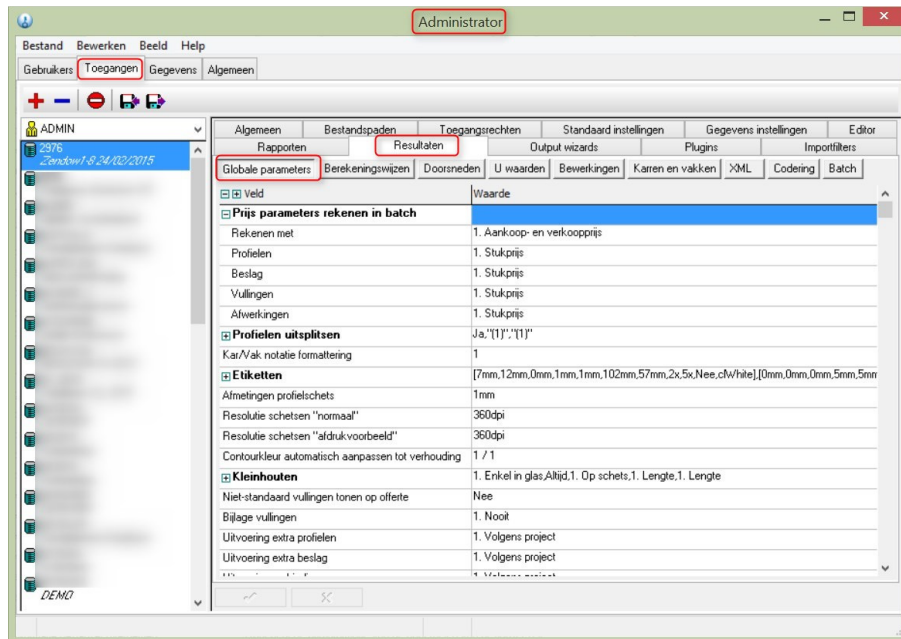 Administrator
Bestand Bewerken Beeld Help
Gebruikers Toegangen Gegevens Algemeen
ADMIN
2976
Zendow1-8 24/02/2015
DEMO
Algemeen Bestandspaden Toegangsrechten Standaard instellingen Gegevens instellingen Editor
Rapporten Resultaten Output wizards Plugins Importfilters
Globale parameters Berekeningswijzen Doorsneden U waarden Bewerkingen Karren en vakken XML Codering Batch
Veld Waarde
Prijs parameters rekenen in batch
Rekenen met 1. Aankoop- en verkoopprijs
Profielen 1. Stukprijs
Beslag 1. Stukprijs
Vullingen 1. Stukprijs
Afwerkingen 1. Stukprijs
Profielen uitsplitsen Ja,"(1)","(1)"
Kar/Vak notatie formattering 1
Etiketten [7mm,12mm,0mm,1mm,1mm,102mm,57mm,2x,5x,Nee,clWhite],[0mm,0mm,0mm,5mm,5mm
Afmetingen profielschets 1mm
Resolutie schetsen "normaal" 360dpi
Resolutie schetsen "afdrukvoorbeeld" 360dpi
Contourkleur automatisch aanpassen tot verhouding 1 / 1
Kleinhouten 1. Enkel in glas,Altijd,1. Op schets,1. Lengte,1. Lengte
Niet-standaard vullingen tonen op offerte Nee
Bijlage vullingen 1. Nooit
Uitvoering extra profielen 1. Volgens project
Uitvoering extra beslag 1. Volgens project